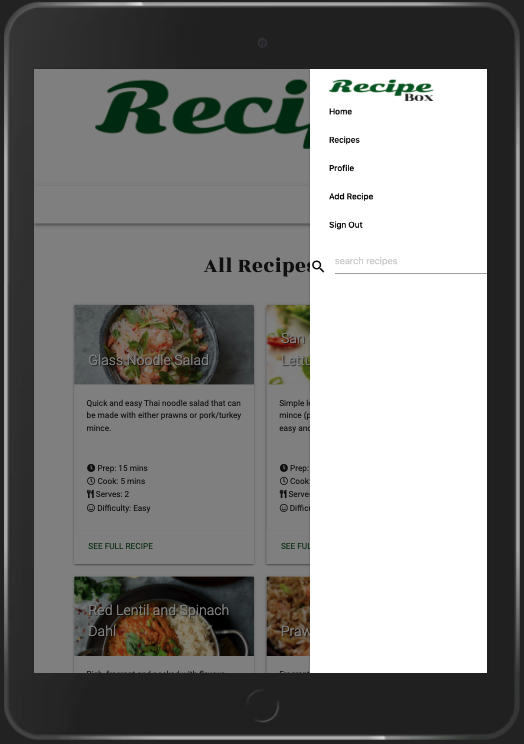 Reci
Recipe
Box
Home
Recipes
Profile
Add Recipe
Sign Out
search recipes
All Recipes
Glass Noodle Salad
Quick and easy Thai noodle salad that can
be made with either prawns or pork/turkey
mince.
Prep: 15 mins
Cook: 5 mins
Serves: 2
Difficulty: Easy
SEE FULL RECIPE
San
Lettu
Simple le
mince (p
easy and
Prep:
Cook:
Serve
Difficu
SEE FUL
Red Lentil and Spinach
Dahl
Praw